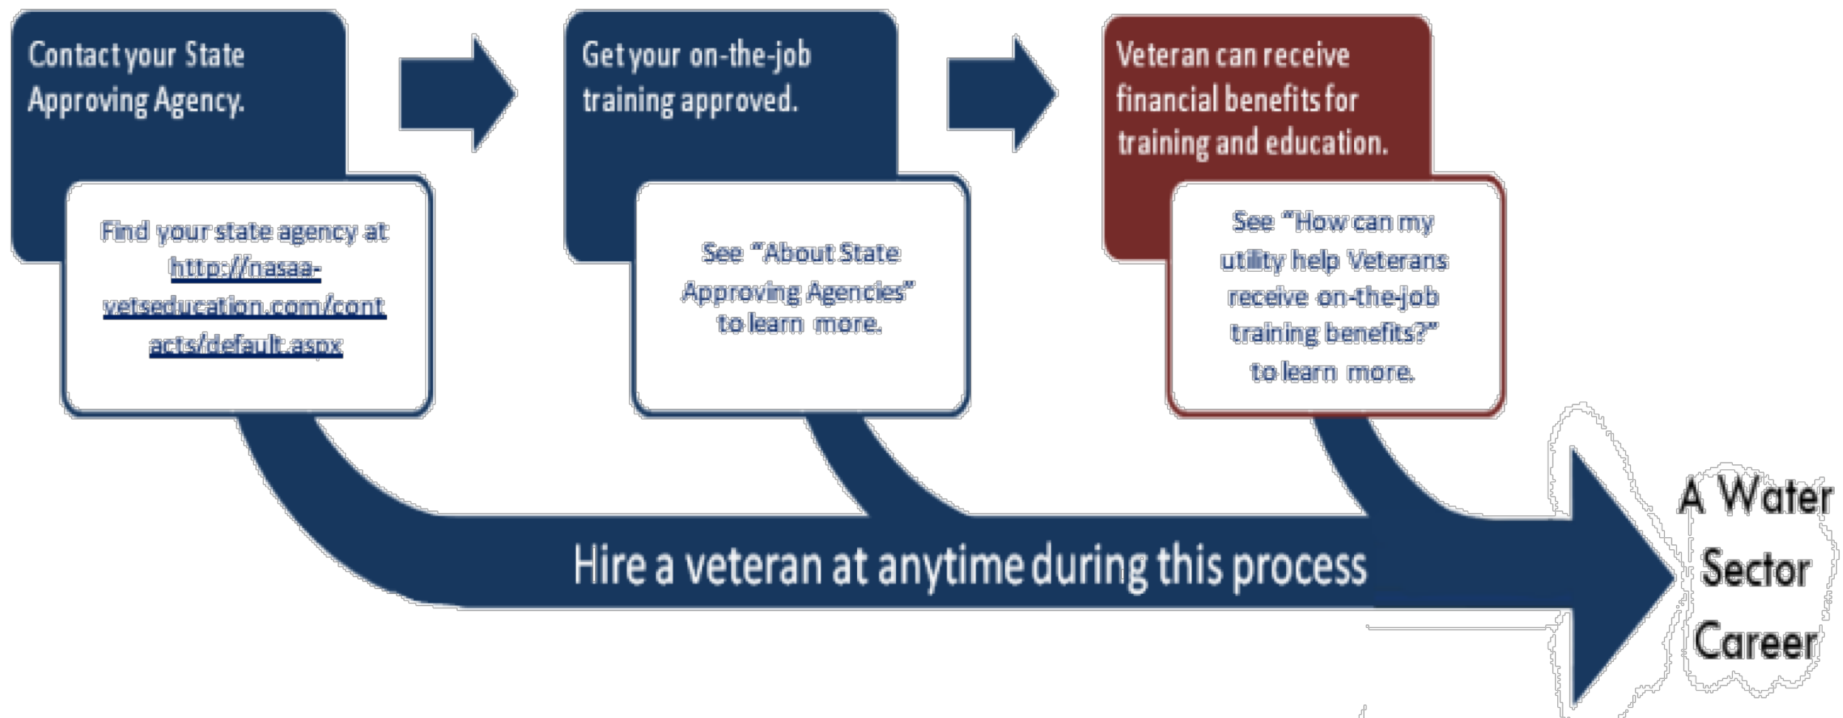 Contact your State
Approving Agency.
Find your state agency at
http://nasaa-
vetseducation.com/cont
acts/default.aspx
Get your on-the-job
training approved.
See “About State
Approving Agencies”
to learn more.
Veteran can receive
financial benefits for
training and education.
See “How can my
utility help Veterans
receive on-the-job
training benefits?”
to learn more.
Hire a veteran at anytime during this process
A Water
Sector
Career